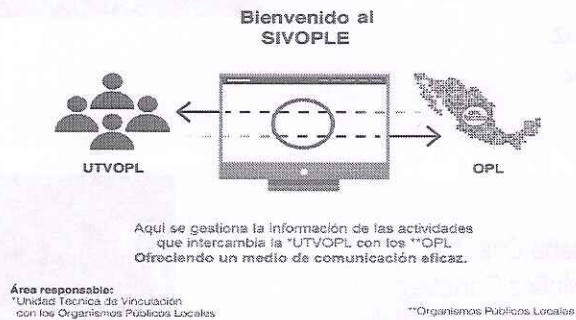 Bienvenido al
SIVOPLE
UTVOPL
OPL
Aquí se gestiona la información de las actividades
que intercambia la *UTVOPL con los **OPL
Ofreciendo un medio de comunicación eficaz.
Área responsable:
*Unidad Tecnica de Vinculación
con los Organismos Públicos Locales
**Organismos Públicos Locales